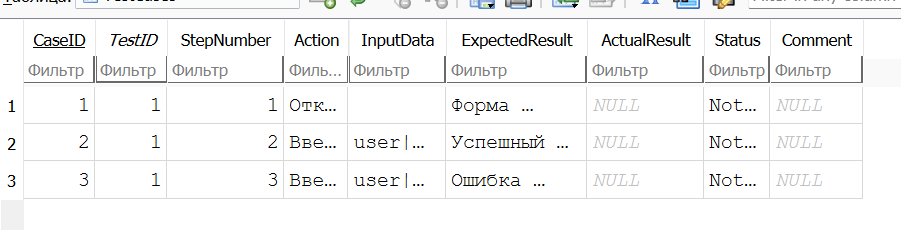 Таблица:
CaseID TestID StepNumber Action InputData ExpectedResult ActualResult Status Comment
Фильтр Фильтр Фильтр Филь… Фильтр Фильтр Фильтр Фильтр Фильтр
1 1 1 1 Отк… Форма … NULL Not… NULL
2 2 1 2 Вве… user|… Успешный … NULL Not… NULL
3 3 1 3 Вве… user|… Ошибка … NULL Not… NULL